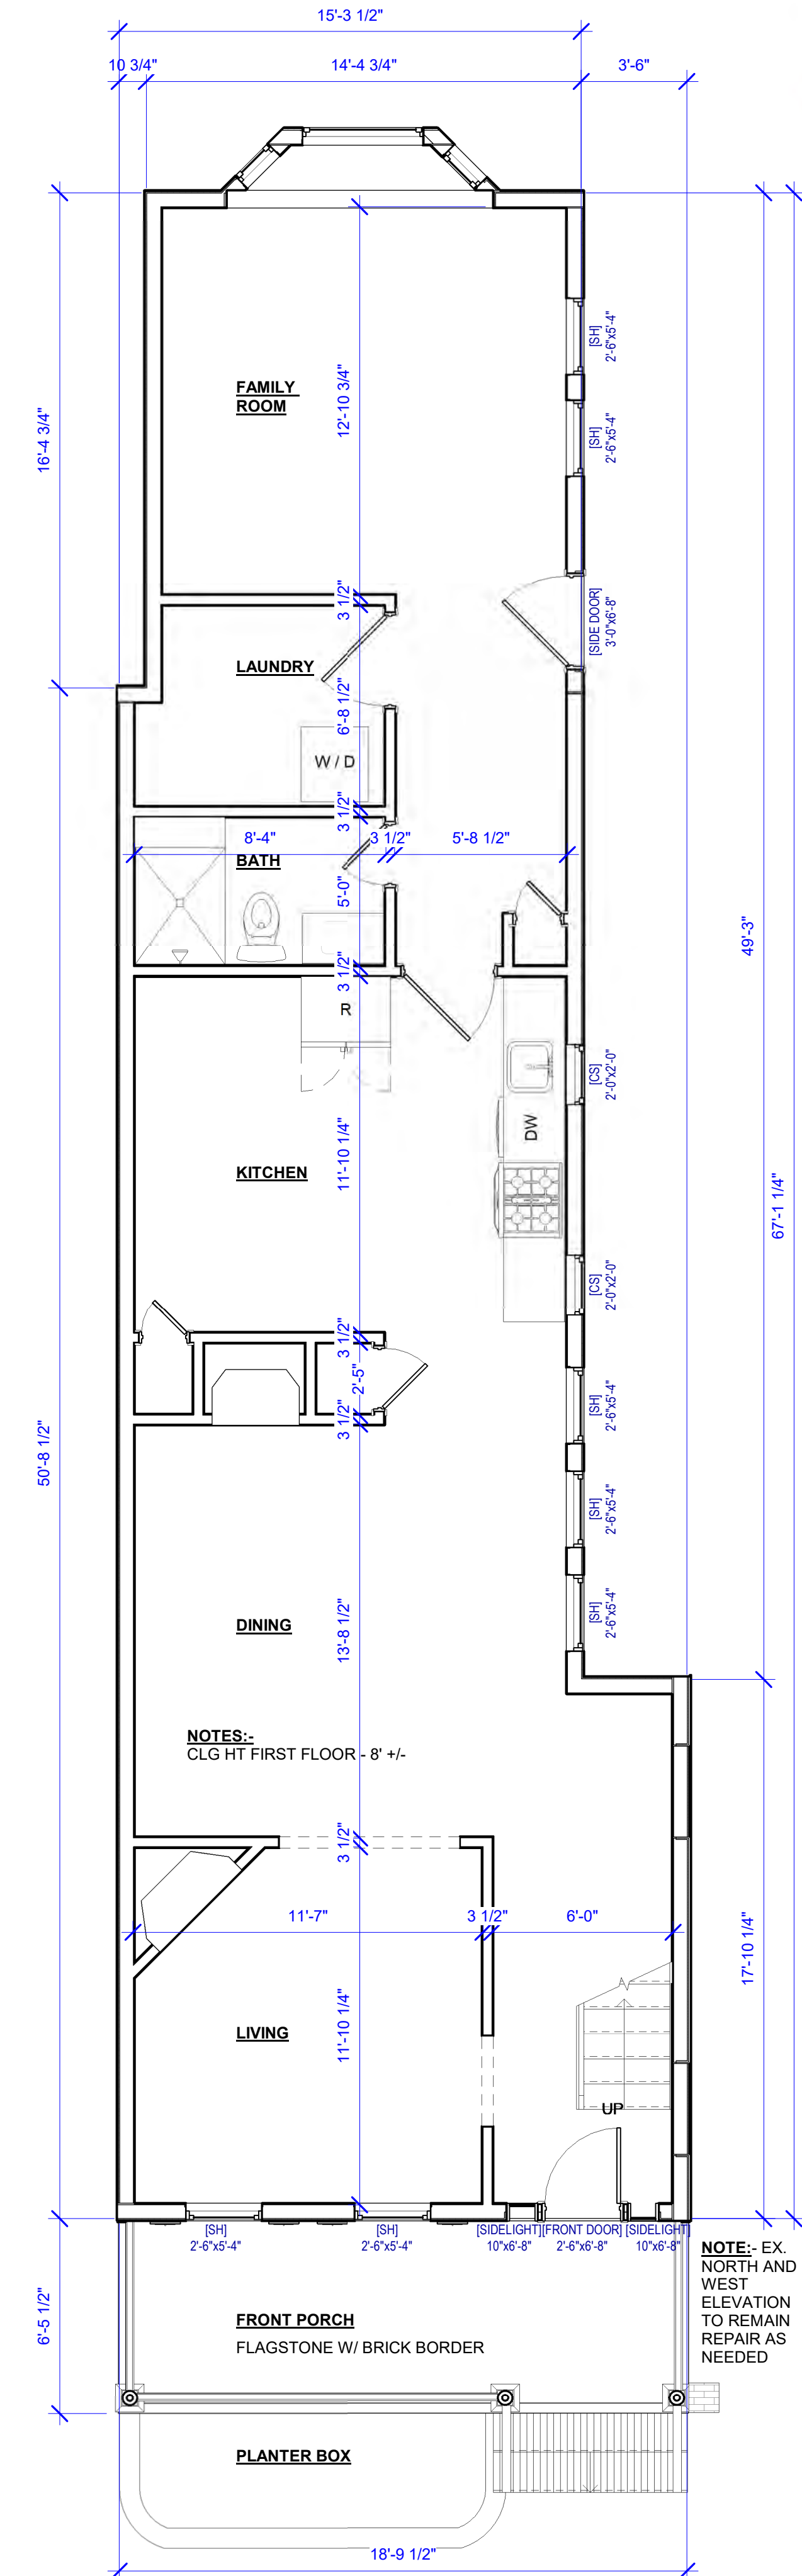 15'-3 1/2"
10 3/4"
14'-4 3/4"
3'-6"
[SH]
2'-6"x5'-4"
FAMILY
ROOM
12'-10 3/4"
16'-4 3/4"
[SH]
2'-6"x5'-4"
3 1/2"
[SIDE DOOR]
3'-0"x6'-8"
LAUNDRY
6'-8 1/2"
W / D
3 1/2"
8'-4"
3 1/2"
5'-8 1/2"
BATH
5'-0"
49'-3"
3 1/2"
R
[CS]
2'-0"x2'-0"
DW
KITCHEN
11'-10 1/4"
67'-1 1/4"
[CS]
2'-0"x2'-0"
3 1/2"
2'-5"
3 1/2"
[SH]
2'-6"x5'-4"
50'-8 1/2"
[SH]
2'-6"x5'-4"
[SH]
2'-6"x5'-4"
DINING
13'-8 1/2"
NOTES:-
CLG HT FIRST FLOOR - 8' +/-
3 1/2"
11'-7"
3 1/2"
6'-0"
17'-10 1/4"
LIVING
11'-10 1/4"
UP
[SH]
2'-6"x5'-4"
[SH]
2'-6"x5'-4"
[SIDELIGHT]
10"x6'-8"
[FRONT DOOR]
2'-6"x6'-8"
[SIDELIGHT]
10"x6'-8"
NOTE:- EX.
NORTH AND
WEST
ELEVATION
TO REMAIN
REPAIR AS
NEEDED
6'-5 1/2"
FRONT PORCH
FLAGSTONE W/ BRICK BORDER
PLANTER BOX
18'-9 1/2"